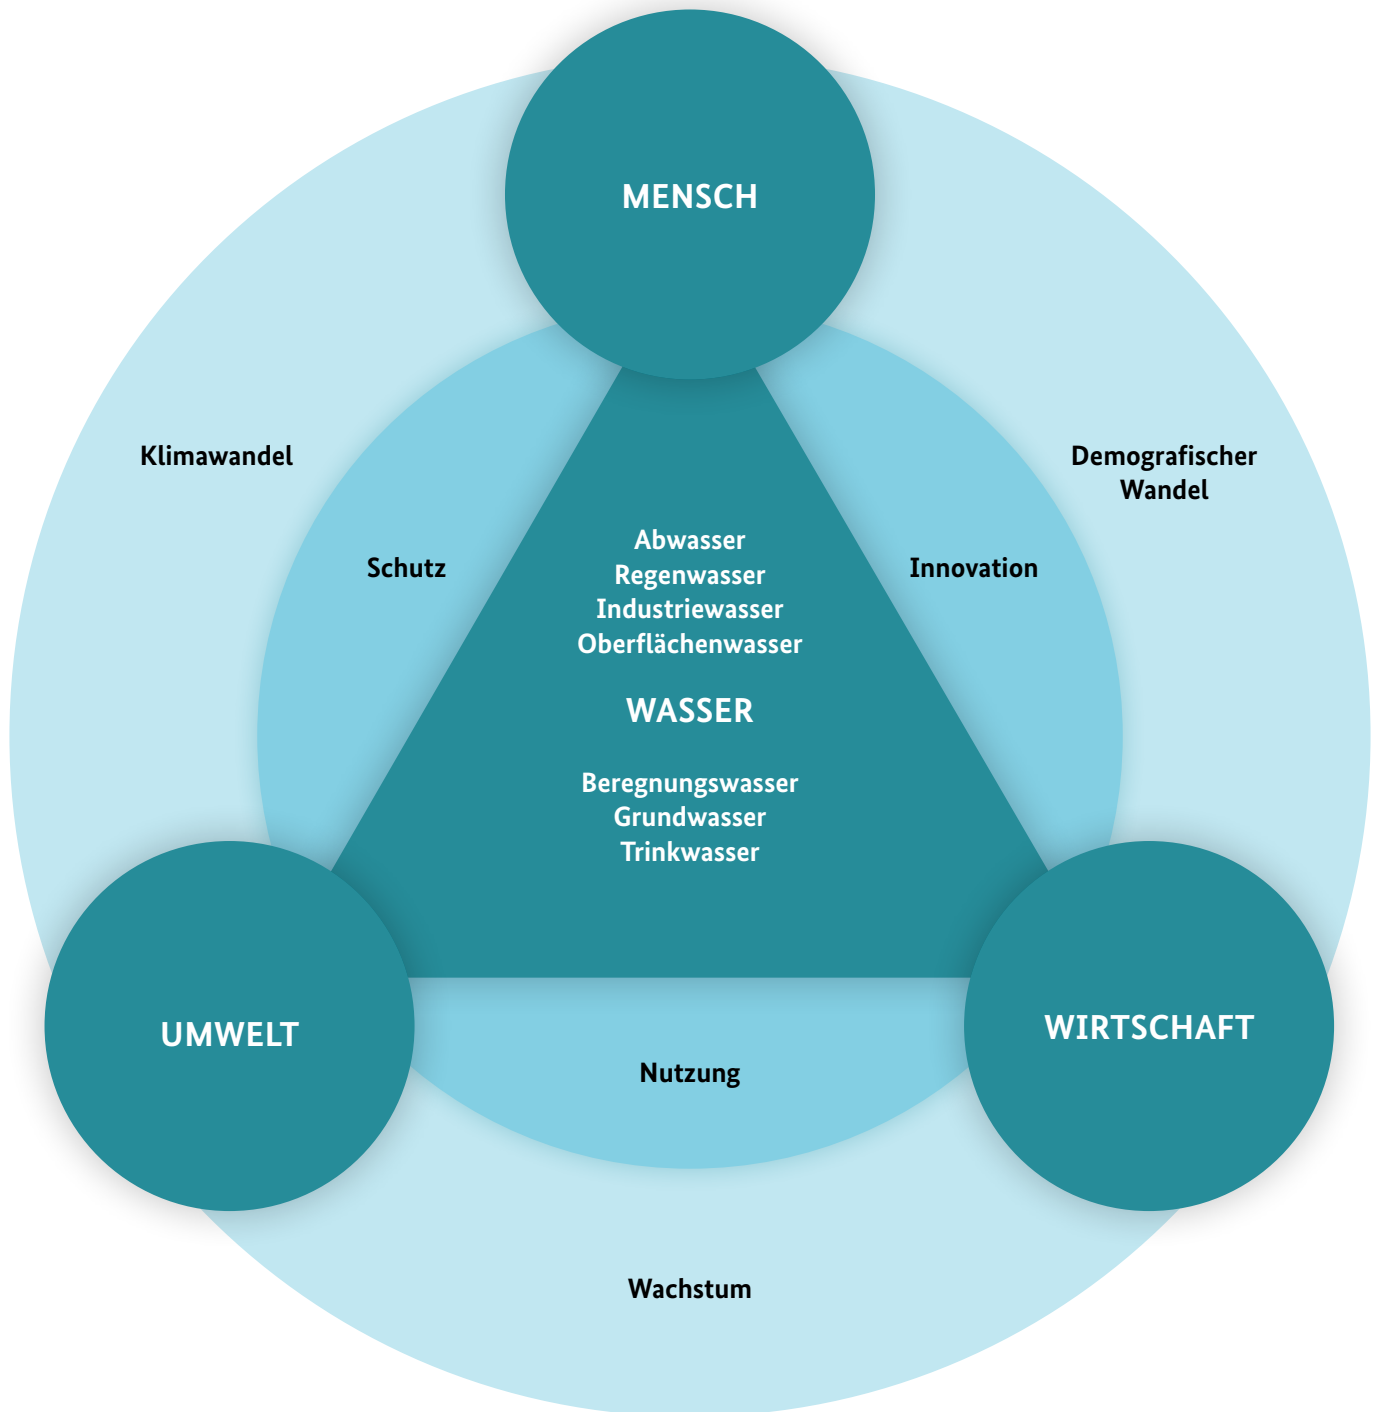 MENSCH
Klimawandel
Demografischer
Wandel
Schutz
Innovation
Abwasser
Regenwasser
Industriewasser
Oberflächenwasser
WASSER
Beregnungswasser
Grundwasser
Trinkwasser
UMWELT
WIRTSCHAFT
Nutzung
Wachstum